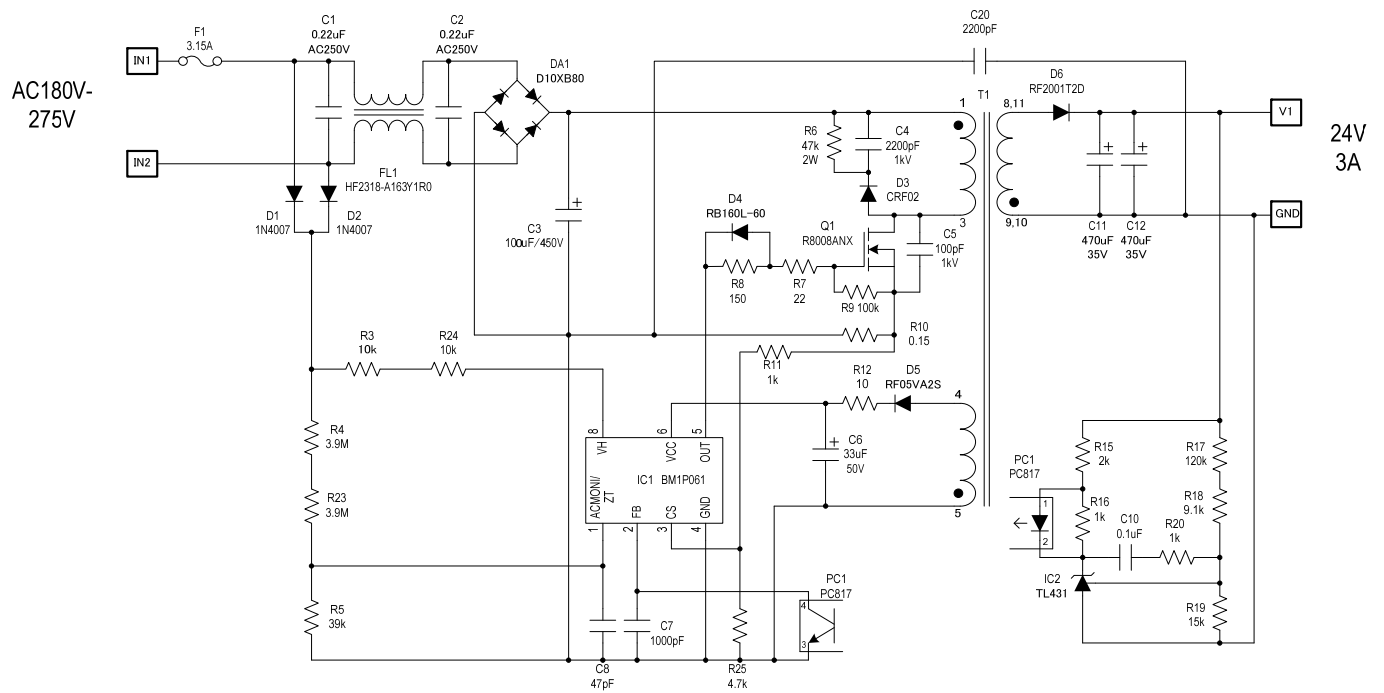 F1
3.15A
C1
0.22uF
AC250V
C2
0.22uF
AC250V
C20
2200pF
IN1
DA1
D10XB80
AC180V-
275V
T1
D6
RF2001T2D
1
8,11
V1
R6
47k
2W
C4
2200pF
1kV
24V
3A
IN2
FL1
HF2318-A163Y1R0
D3
CRF02
D1
1N4007
D2
1N4007
C3
100uF/450V
D4
RB160L-60
Q1
R8008ANX
3
9,10
GND
C5
100pF
1kV
C11
470uF
35V
C12
470uF
35V
R8
150
R7
22
R9 100k
R10
0.15
R3
10k
R24
10k
R11
1k
R12
10
D5
RF05VA2S
4
R4
3.9M
8
6
5
VH
VCC
OUT
C6
33uF
50V
IC1 BM1P061
PC1
PC817
R15
2k
R17
120k
R23
3.9M
ACMONI/
ZT
FB
CS
GND
1
2
3
4
5
1
2
R16
1k
R18
9.1k
C10
0.1uF
R20
1k
IC2
TL431
R19
15k
R5
39k
C8
47pF
C7
1000pF
R25
4.7k
PC1
PC817
4
3